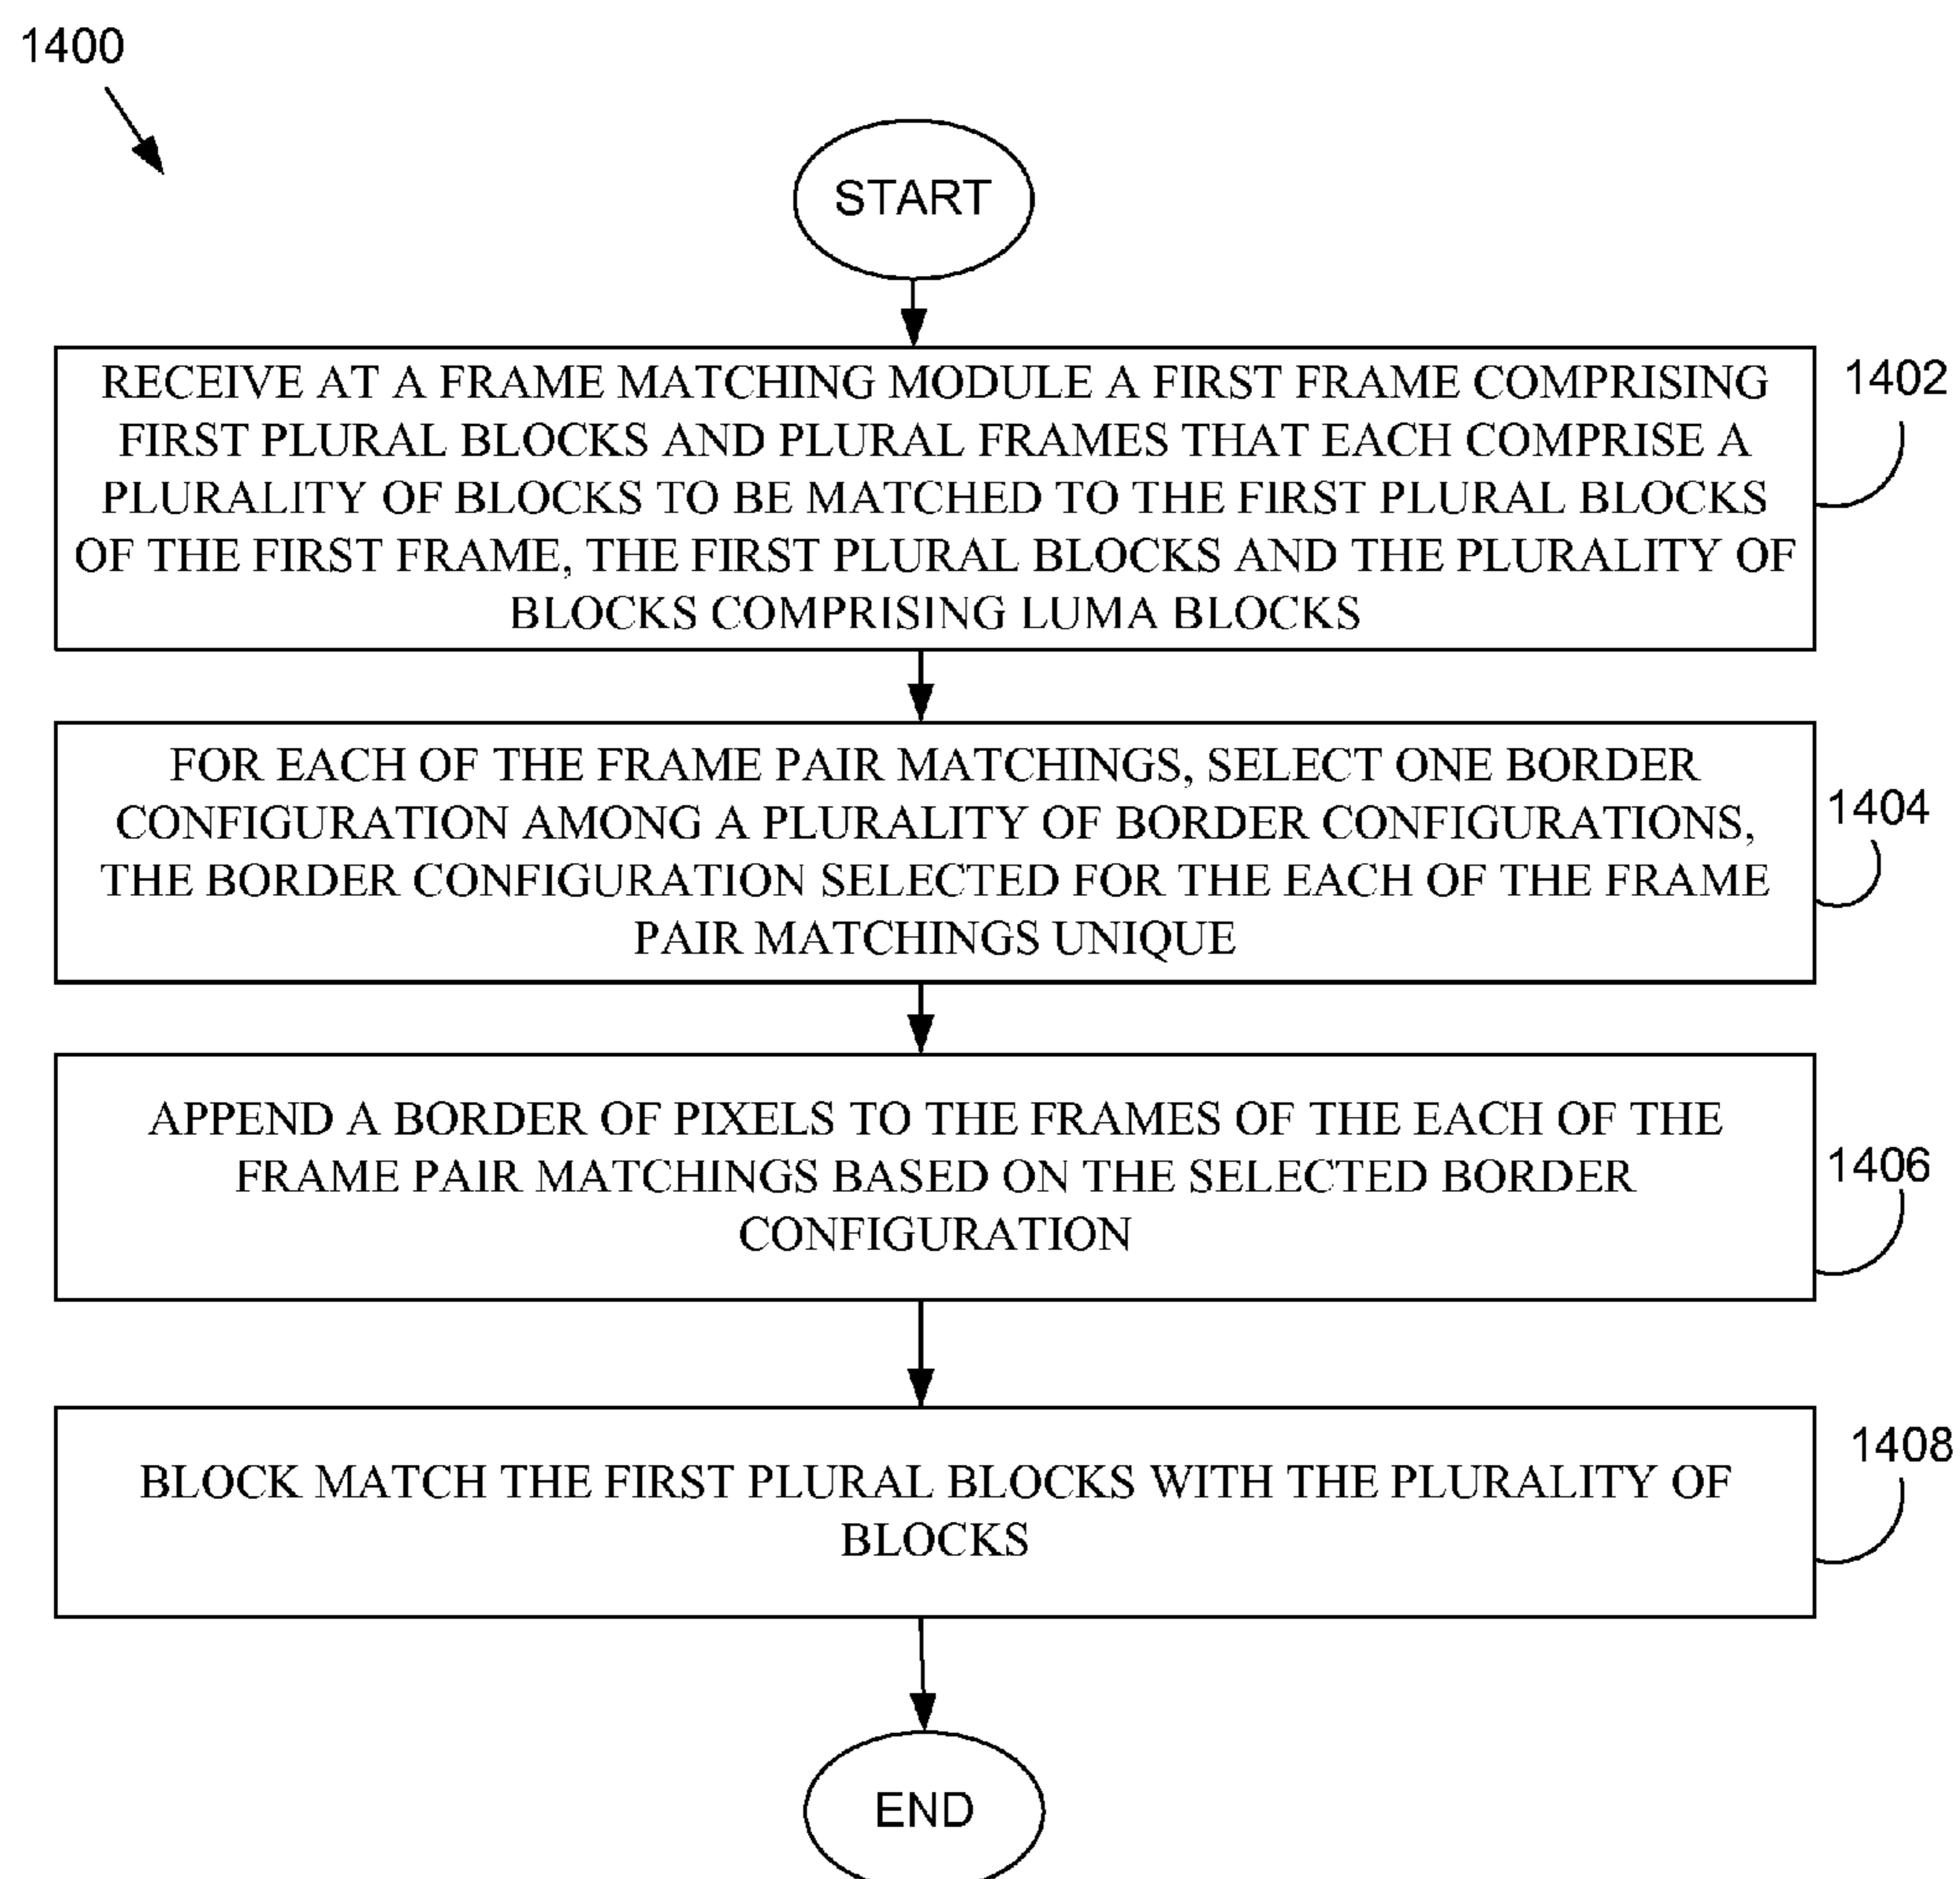 1400
START
RECEIVE AT A FRAME MATCHING MODULE A FIRST FRAME COMPRISING
FIRST PLURAL BLOCKS AND PLURAL FRAMES THAT EACH COMPRISE A
PLURALITY OF BLOCKS TO BE MATCHED TO THE FIRST PLURAL BLOCKS
OF THE FIRST FRAME, THE FIRST PLURAL BLOCKS AND THE PLURALITY OF
BLOCKS COMPRISING LUMA BLOCKS
1402
FOR EACH OF THE FRAME PAIR MATCHINGS, SELECT ONE BORDER
CONFIGURATION AMONG A PLURALITY OF BORDER CONFIGURATIONS,
THE BORDER CONFIGURATION SELECTED FOR THE EACH OF THE FRAME
PAIR MATCHINGS UNIQUE
1404
APPEND A BORDER OF PIXELS TO THE FRAMES OF THE EACH OF THE
FRAME PAIR MATCHINGS BASED ON THE SELECTED BORDER
CONFIGURATION
1406
BLOCK MATCH THE FIRST PLURAL BLOCKS WITH THE PLURALITY OF
BLOCKS
1408
END